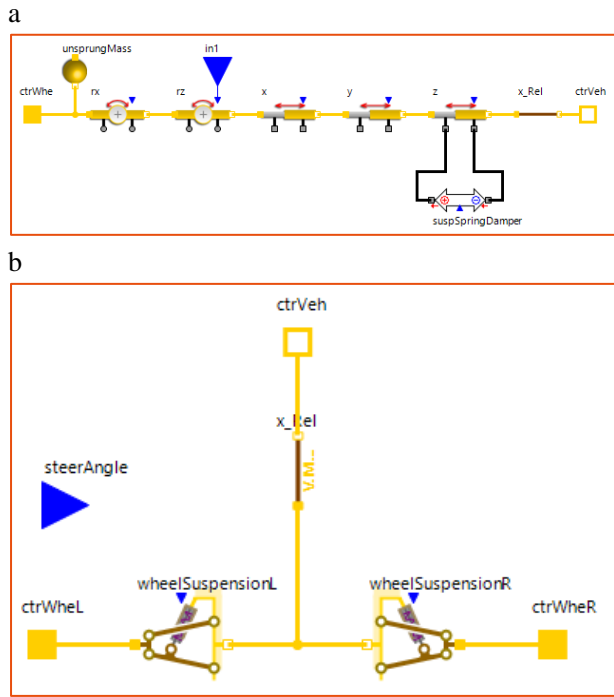 a
unsprungMass
in1
ctrWhe
rx
rz
x
y
z
x_Rel
ctrVeh
suspSpringDamper
b
ctrVeh
x_Rel
V.M...
steerAngle
wheelSuspensionL
wheelSuspensionR
ctrWheL
ctrWheR